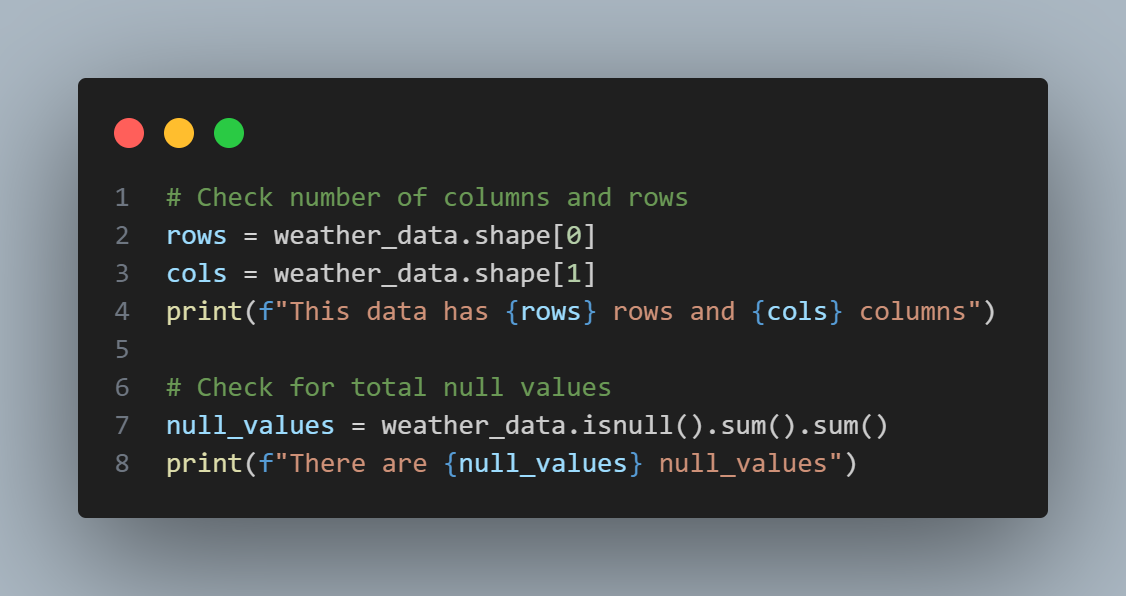 1 # Check number of columns and rows
2 rows = weather_data.shape[0]
3 cols = weather_data.shape[1]
4 print(f"This data has {rows} rows and {cols} columns")
5
6 # Check for total null values
7 null_values = weather_data.isnull().sum().sum()
8 print(f"There are {null_values} null_values")